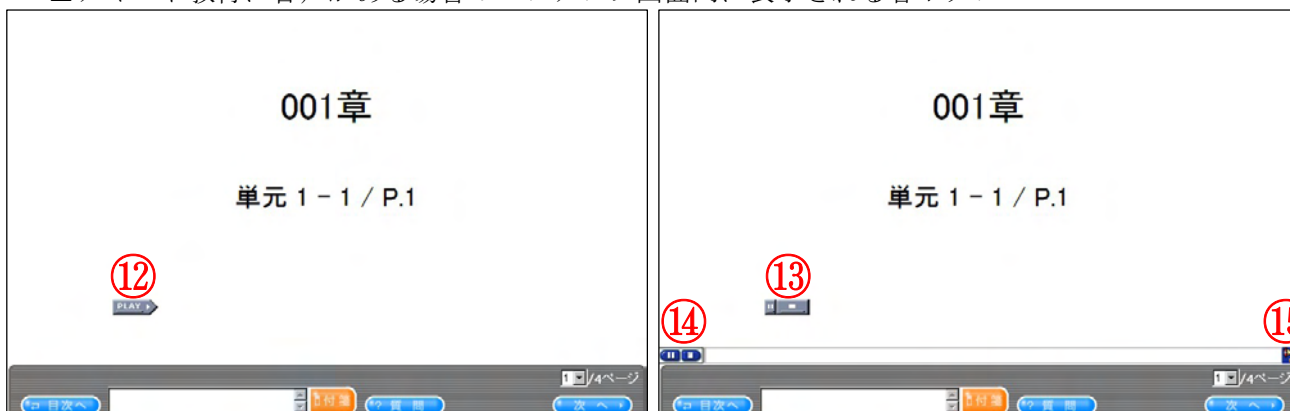 001章
単元 1 - 1 / P.1
⑫
PLAY
1 /4ページ
目次へ
付箋
? 質問
次へ
001章
単元 1 - 1 / P.1
⑬
⑭
1 /4ページ
目次へ
付箋
? 質問
次へ